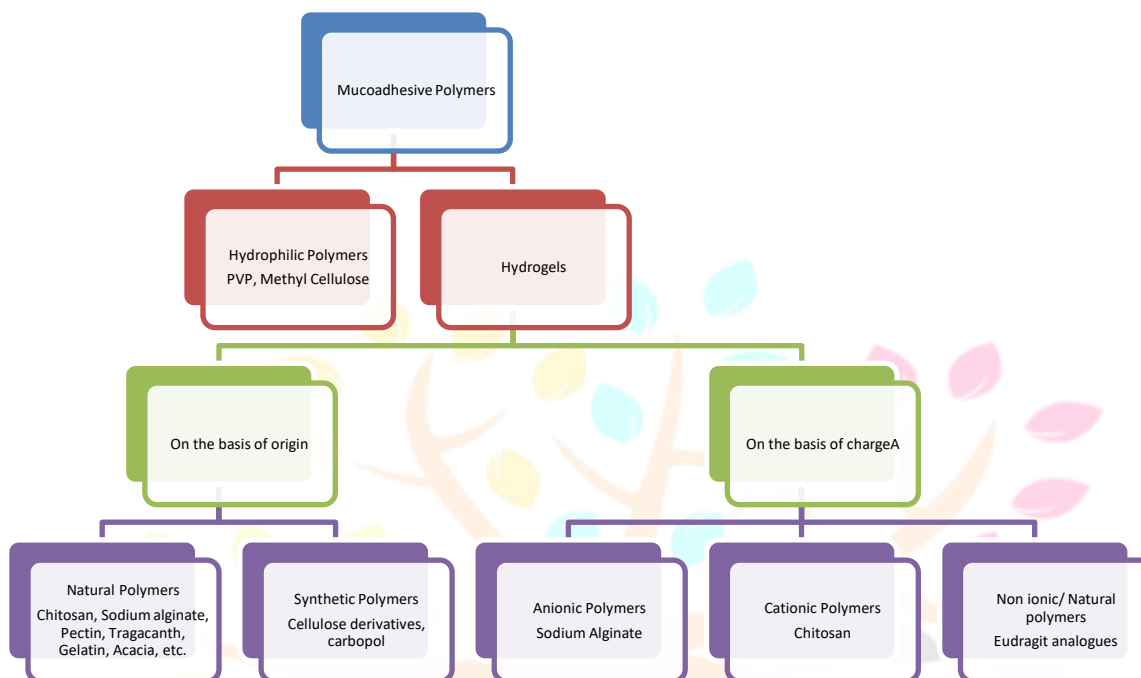 Mucoadhesive Polymers
Hydrophilic Polymers
PVP, Methyl Cellulose
Hydrogels
On the basis of origin
On the basis of chargeA
Natural Polymers
Chitosan, Sodium alginate,
Pectin, Tragacanth,
Gelatin, Acacia, etc.
Synthetic Polymers
Cellulose derivatives,
carbopol
Anionic Polymers
Sodium Alginate
Cationic Polymers
Chitosan
Non ionic/ Natural
polymers
Eudragit analogues